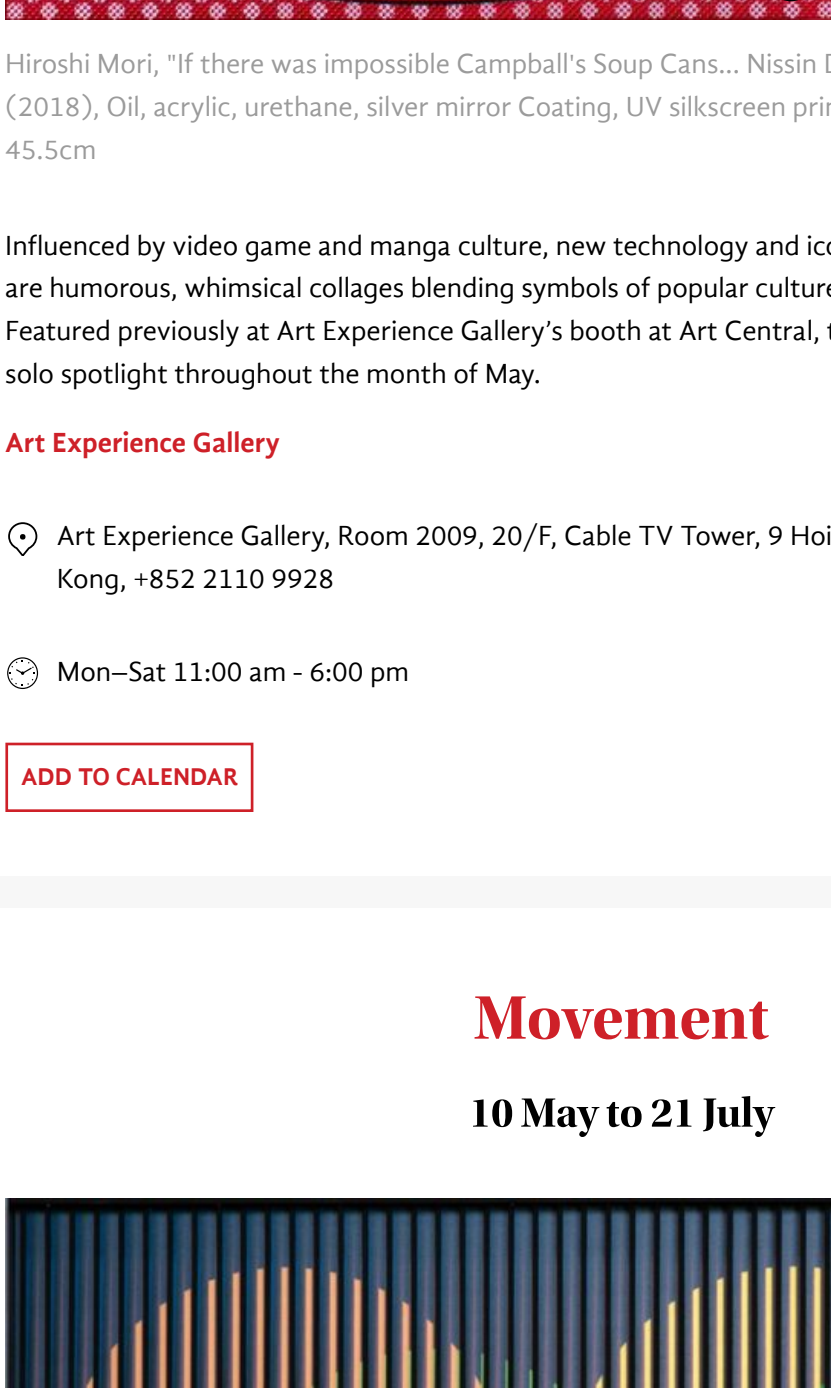 Hiroshi Mori, "If there was impossible Campball's Soup Cans... Nissin
(2018), Oil, acrylic, urethane, silver mirror Coating, UV silkscreen
45.5cm
Influenced by video game and manga culture, new technology and
are humorous, whimsical collages blending symbols of popular culture
Featured previously at Art Experience Gallery’s booth at Art Central,
solo spotlight throughout the month of May.
Art Experience Gallery
Art Experience Gallery, Room 2009, 20/F, Cable TV Tower, 9 Hoi
Kong, +852 2110 9928
Mon—Sat 11:00 am - 6:00 pm
ADD TO CALENDAR
Movement
10 May to 21 July